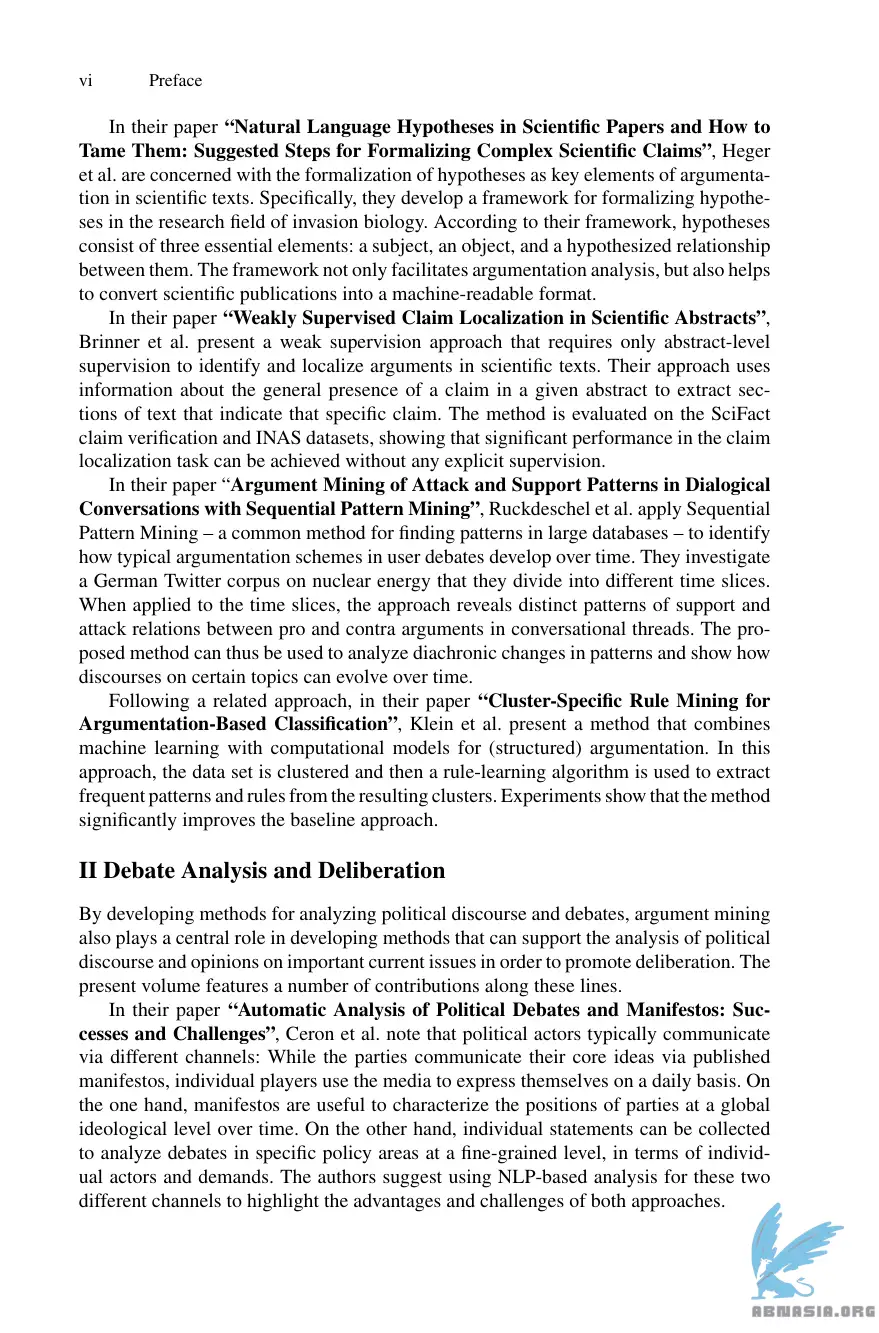 vi Preface
In their paper “Natural Language Hypotheses in Scientific Papers and How to
Tame Them: Suggested Steps for Formalizing Complex Scientific Claims”, Heger
et al. are concerned with the formalization of hypotheses as key elements of argumenta-
tion in scientific texts. Specifically, they develop a framework for formalizing hypothe-
ses in the research field of invasion biology. According to their framework, hypotheses
consist of three essential elements: a subject, an object, and a hypothesized relationship
between them. The framework not only facilitates argumentation analysis, but also helps
to convert scientific publications into a machine-readable format.
In their paper “Weakly Supervised Claim Localization in Scientific Abstracts”,
Brinner et al. present a weak supervision approach that requires only abstract-level
supervision to identify and localize arguments in scientific texts. Their approach uses
information about the general presence of a claim in a given abstract to extract sec-
tions of text that indicate that specific claim. The method is evaluated on the SciFact
claim verification and INAS datasets, showing that significant performance in the claim
localization task can be achieved without any explicit supervision.
In their paper “Argument Mining of Attack and Support Patterns in Dialogical
Conversations with Sequential Pattern Mining”, Ruckdeschel et al. apply Sequential
Pattern Mining – a common method for finding patterns in large databases – to identify
how typical argumentation schemes in user debates develop over time. They investigate
a German Twitter corpus on nuclear energy that they divide into different time slices.
When applied to the time slices, the approach reveals distinct patterns of support and
attack relations between pro and contra arguments in conversational threads. The pro-
posed method can thus be used to analyze diachronic changes in patterns and show how
discourses on certain topics can evolve over time.
Following a related approach, in their paper “Cluster-Specific Rule Mining for
Argumentation-Based Classification”, Klein et al. present a method that combines
machine learning with computational models for (structured) argumentation. In this
approach, the data set is clustered and then a rule-learning algorithm is used to extract
frequent patterns and rules from the resulting clusters. Experiments show that the method
significantly improves the baseline approach.
II Debate Analysis and Deliberation
By developing methods for analyzing political discourse and debates, argument mining
also plays a central role in developing methods that can support the analysis of political
discourse and opinions on important current issues in order to promote deliberation. The
present volume features a number of contributions along these lines.
In their paper “Automatic Analysis of Political Debates and Manifestos: Suc-
cesses and Challenges”, Ceron et al. note that political actors typically communicate
via different channels: While the parties communicate their core ideas via published
manifestos, individual players use the media to express themselves on a daily basis. On
the one hand, manifestos are useful to characterize the positions of parties at a global
ideological level over time. On the other hand, individual statements can be collected
to analyze debates in specific policy areas at a fine-grained level, in terms of individ-
ual actors and demands. The authors suggest using NLP-based analysis for these two
different channels to highlight the advantages and challenges of both approaches.
ABNASIA.ORG